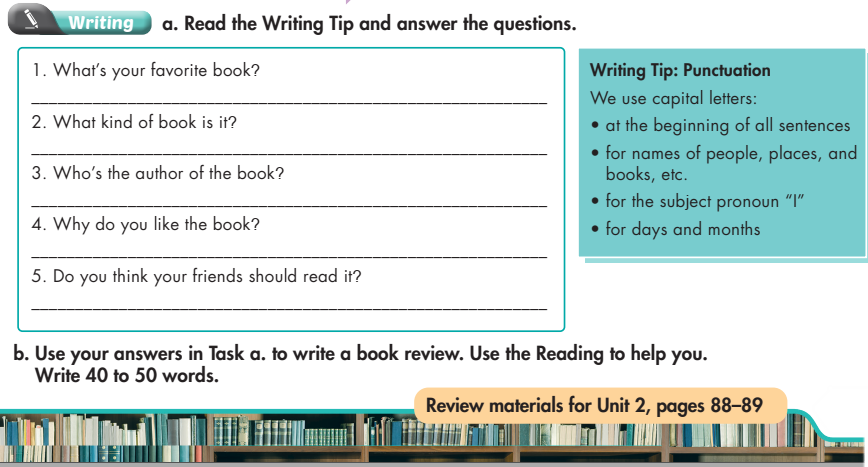 Writing a. Read the Writing Tip and answer the questions.
1. What's your favorite book?
2. What kind of book is it?
3. Who's the author of the book?
4. Why do you like the book?
5. Do you think your friends should read it?
Writing Tip: Punctuation
We use capital letters:
• at the beginning of all sentences
• for names of people, places, and
books, etc.
• for the subject pronoun "I"
• for days and months
b. Use your answers in Task a. to write a book review. Use the Reading to help you.
Write 40 to 50 words.
Review materials for Unit 2, pages 88–89